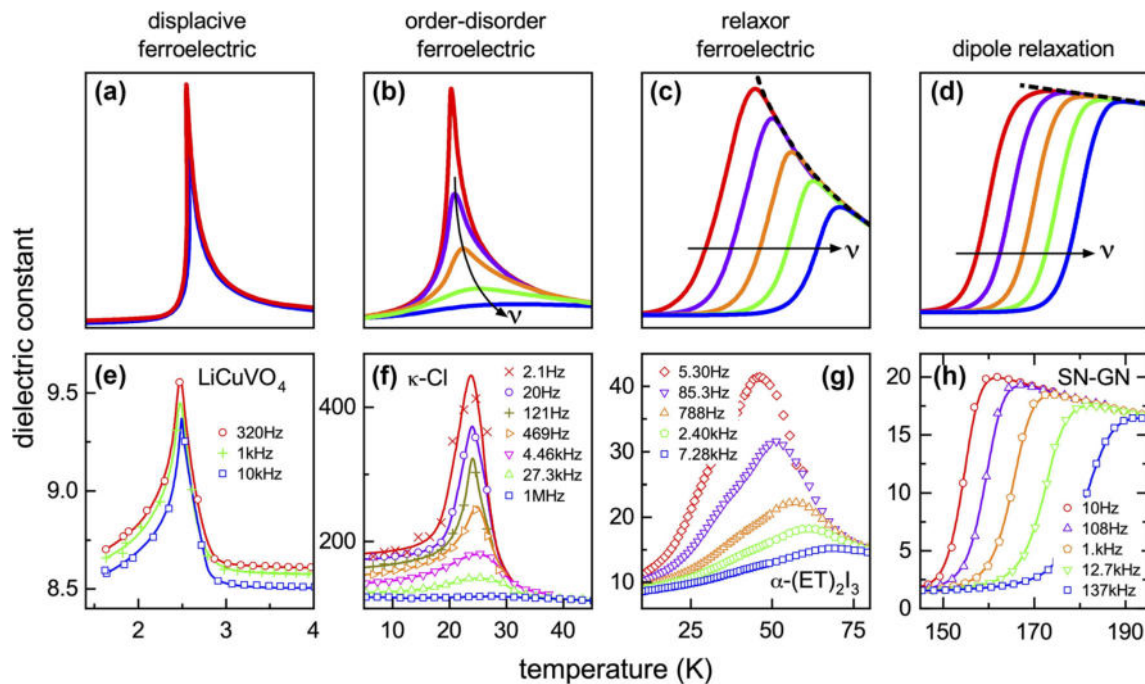 displacive
ferroelectric
order-disorder
ferroelectric
relaxor
ferroelectric
dipole relaxation
dielectric constant
(a)
(b)
ν
(c)
ν
(d)
ν
(e)
LiCuVO₄
320Hz
1kHz
10kHz
9.5
9.0
8.5
2
3
4
(f)
κ-Cl
2.1Hz
20Hz
121Hz
469Hz
4.46kHz
27.3kHz
1MHz
400
200
10
20
30
40
(g)
5.30Hz
85.3Hz
788Hz
2.40kHz
7.28kHz
α-(ET)₂I₃
40
30
20
10
25
50
75
(h)
SN-GN
10Hz
108Hz
1.kHz
12.7kHz
137kHz
20
15
10
5
0
150
170
190
temperature (K)